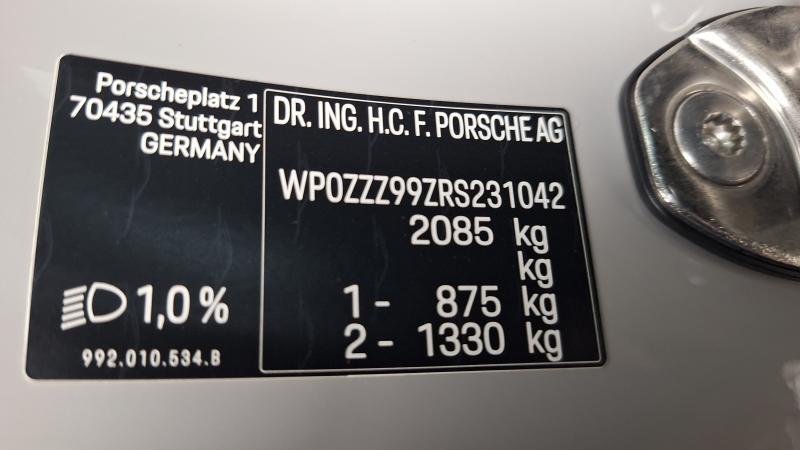 Porscheplatz 1
70435 Stuttgart
GERMANY
DR. ING. H.C. F. PORSCHE AG
WP0ZZZ99ZRS231042
2085 kg
kg
1 - 875 kg
2 - 1330 kg
1,0 %
992.010.534.B